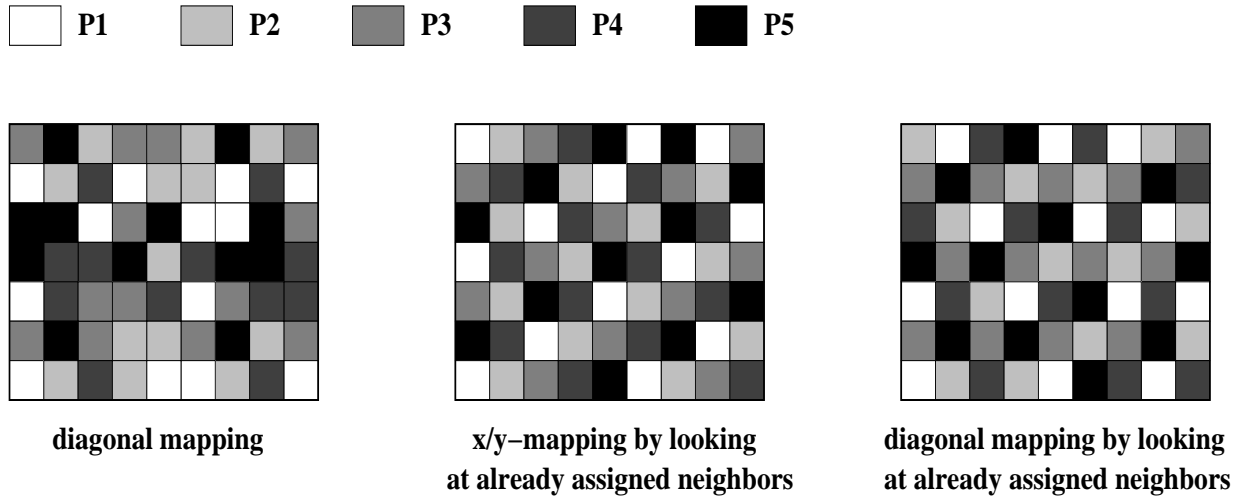 P1 P2 P3 P4 P5
diagonal mapping
x/y−mapping by looking
at already assigned neighbors
diagonal mapping by looking
at already assigned neighbors